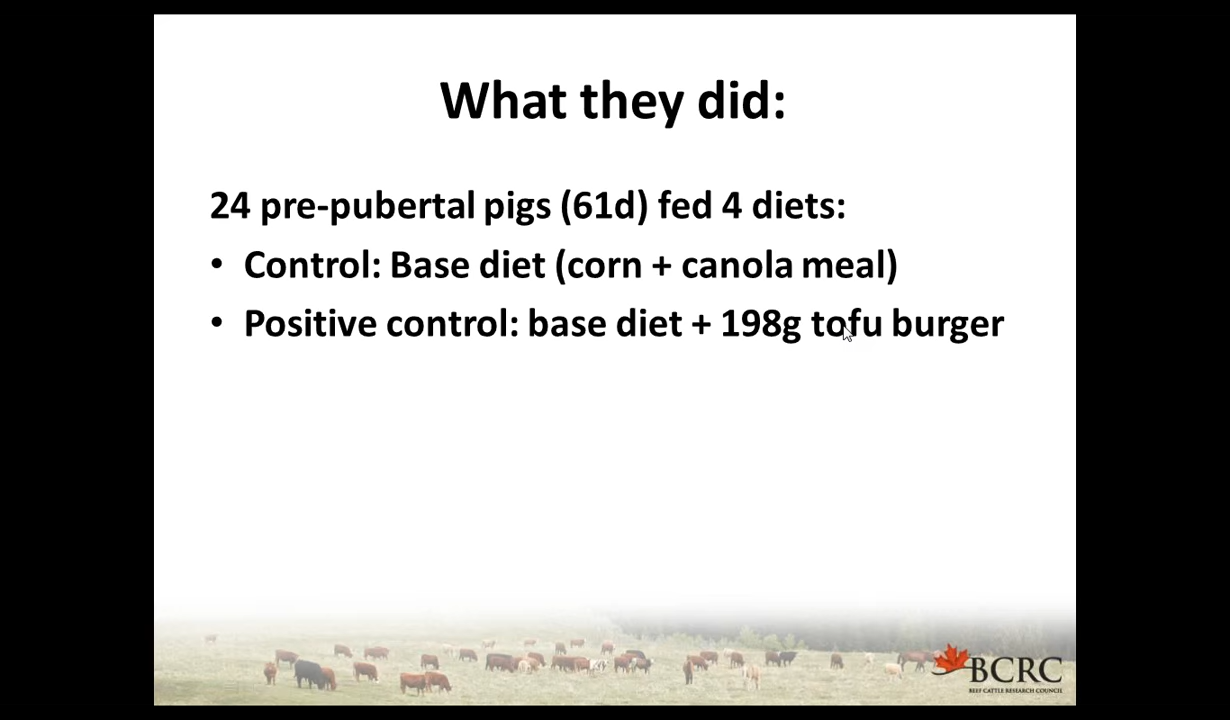 What they did:
24 pre-pubertal pigs (61d) fed 4 diets:
• Control: Base diet (corn + canola meal)
• Positive control: base diet + 198g tofu burger
BCRC
BEEF CATTLE RESEARCH COUNCIL